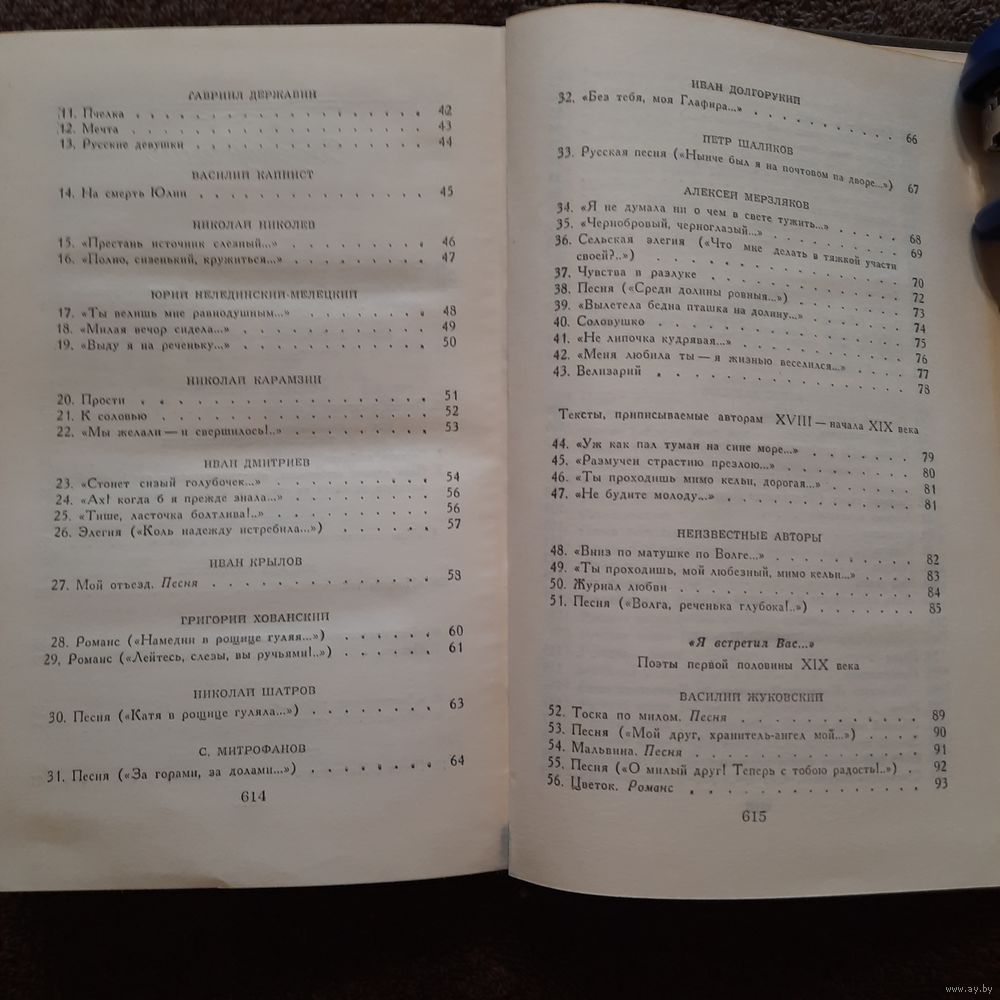 ГАВРИИЛ ДЕРЖАВИН
11. Пчелка . . . 42
12. Мечта . . . 43
13. Русские девушки . . . 44
ВАСИЛИЙ КАПНИСТ
14. На смерть Юлии . . . 45
НИКОЛАЙ НИКОЛЕВ
15. «Престань источник слезный...» . . . 46
16. «Полно, сизенький, кружиться...» . . . 47
ЮРИЙ НЕЛЕДИНСКИЙ-МЕЛЕЦКИЙ
17. «Ты велишь мне равнодушным...» . . . 48
18. «Милая вечор сидела...» . . . 49
19. «Выду я на реченьку...» . . . 50
НИКОЛАЙ КАРАМЗИН
20. Прости . . . 51
21. К соловью . . . 52
22. «Мы желали — и свершилось!..» . . . 53
ИВАН ДМИТРИЕВ
23. «Стонет сизый голубочек...» . . . 54
24. «Ах! когда б я прежде знала...» . . . 56
25. «Тише, ласточка болтлива!..» . . . 56
26. Элегия («Коль надежду истребила...») . . . 57
ИВАН КРЫЛОВ
27. Мой отъезд. Песня . . . 58
ГРИГОРИЙ ХОВАНСКИЙ
28. Романс («Намедни в рощице гуляя...») . . . 60
29. Романс («Лейтесь, слезы, вы ручьями!..») . . . 61
НИКОЛАЙ ШАТРОВ
30. Песня («Катя в рощице гуляла...») . . . 63
С. МИТРОФАНОВ
31. Песня («За горами, за долами...») . . . 64
614
ИВАН ДОЛГОРУКИЙ
32. «Без тебя, моя Глафира...» . . . 66
ПЕТР ШАЛИКОВ
33. Русская песня («Нынче был я на почтовом на дворе...») 67
АЛЕКСЕЙ МЕРЗЛЯКОВ
34. «Я не думала ни о чем в свете тужить...» . . . 68
35. «Чернобровый, черноглазый...» . . . 69
36. Сельская элегия («Что мне делать в тяжкой участи
своей?..») . . . 70
37. Чувства в разлуке . . . 72
38. Песня («Среди долины ровныя...») . . . 73
39. «Вылетела бедна пташка на долину...» . . . 74
40. Соловушко . . . 75
41. «Не липочка кудрявая...» . . . 76
42. «Меня любила ты — я жизнью веселился...» . . . 77
43. Велизарий . . . 78
Тексты, приписываемые авторам XVIII — начала XIX века
44. «Уж как пал туман на сине море...» . . . 79
45. «Размучен страстию презлою...» . . . 80
46. «Ты проходишь мимо кельи, дорогая...» . . . 81
47. «Не будите молоду...» . . . 81
НЕИЗВЕСТНЫЕ АВТОРЫ
48. «Вниз по матушке по Волге...» . . . 82
49. «Ты проходишь, мой любезный, мимо кельи...» . . . 83
50. Журнал любви . . . 84
51. Песня («Волга, реченька глубока!..») . . . 85
«Я встретил Вас...»
Поэты первой половины XIX века
ВАСИЛИЙ ЖУКОВСКИЙ
52. Тоска по милом. Песня . . . 89
53. Песня («Мой друг, хранитель-ангел мой...») . . . 90
54. Мальвина. Песня . . . 91
55. Песня («О милый друг! Теперь с тобою радость!..») . 92
56. Цветок. Романс . . . 93
615
www.ay.by